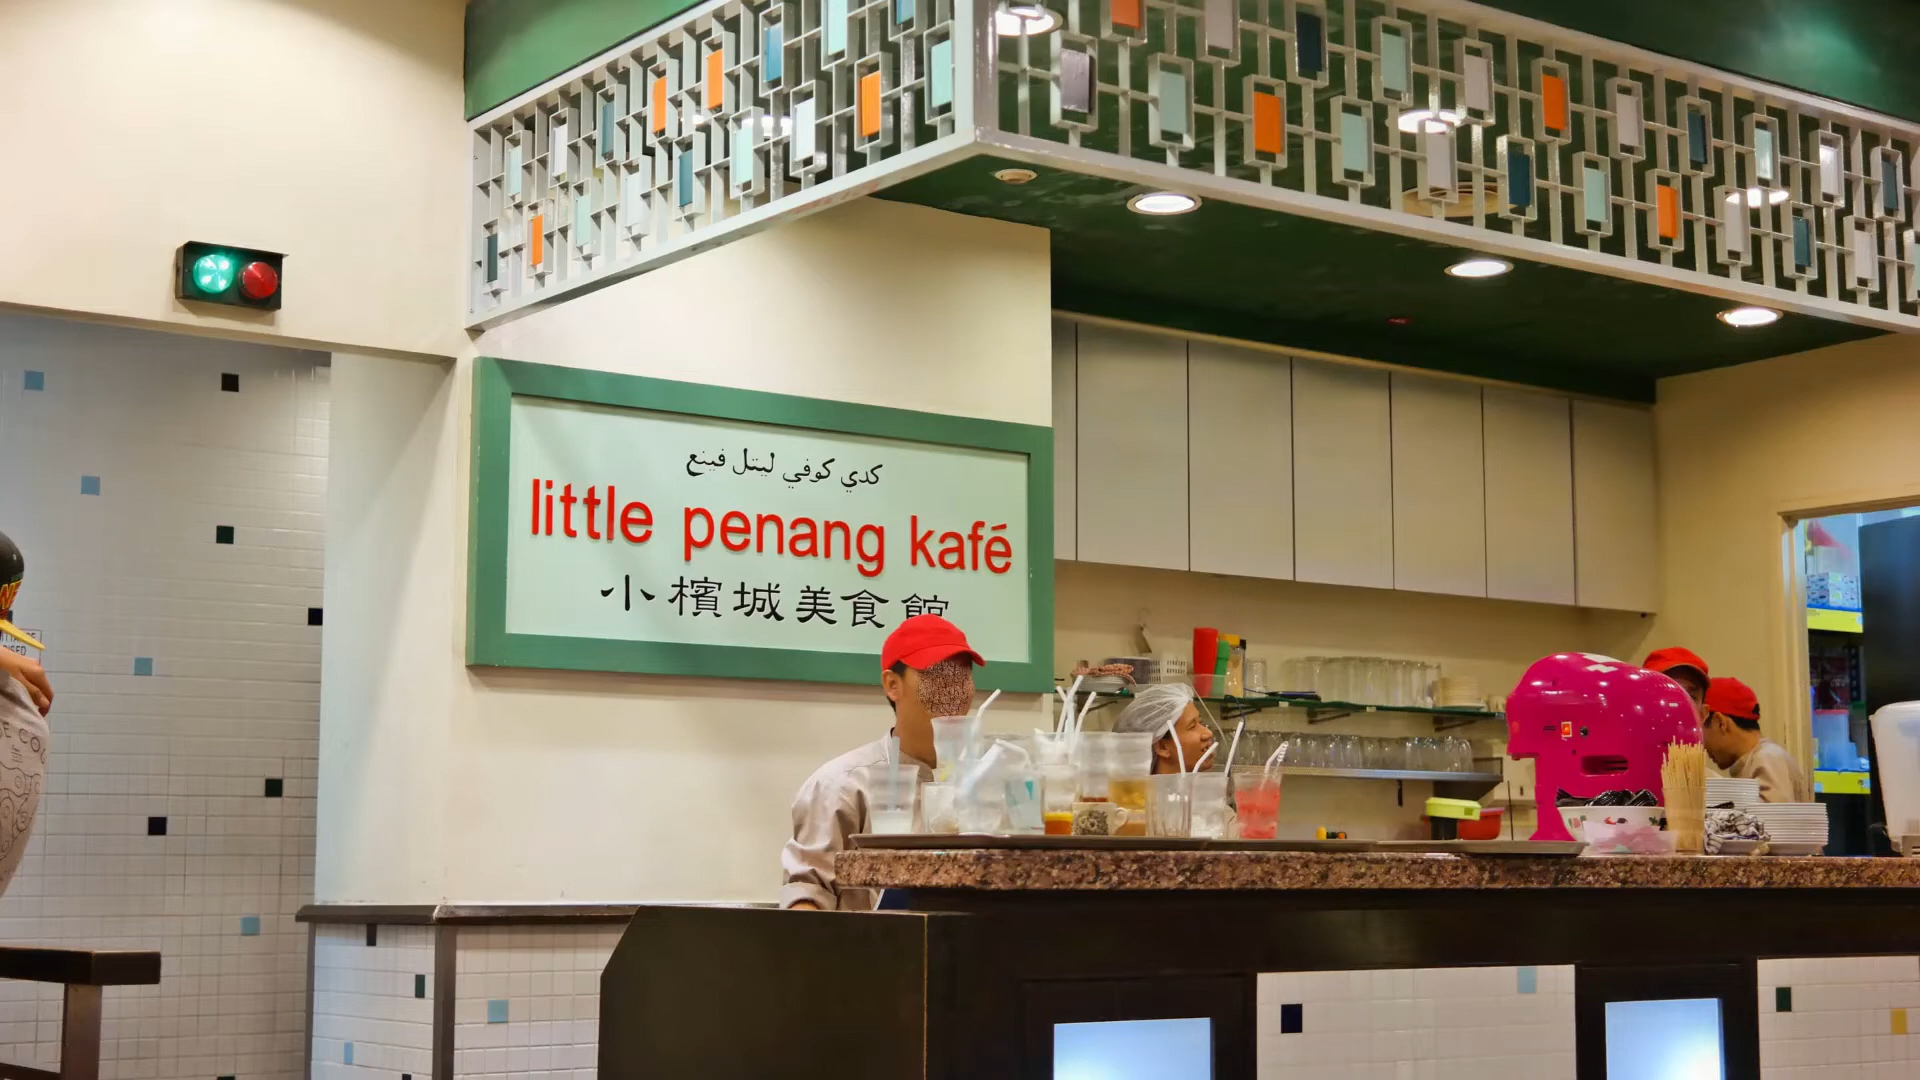 كدي كوفي ليتل فينع
little penang kafé
小檳城美食館